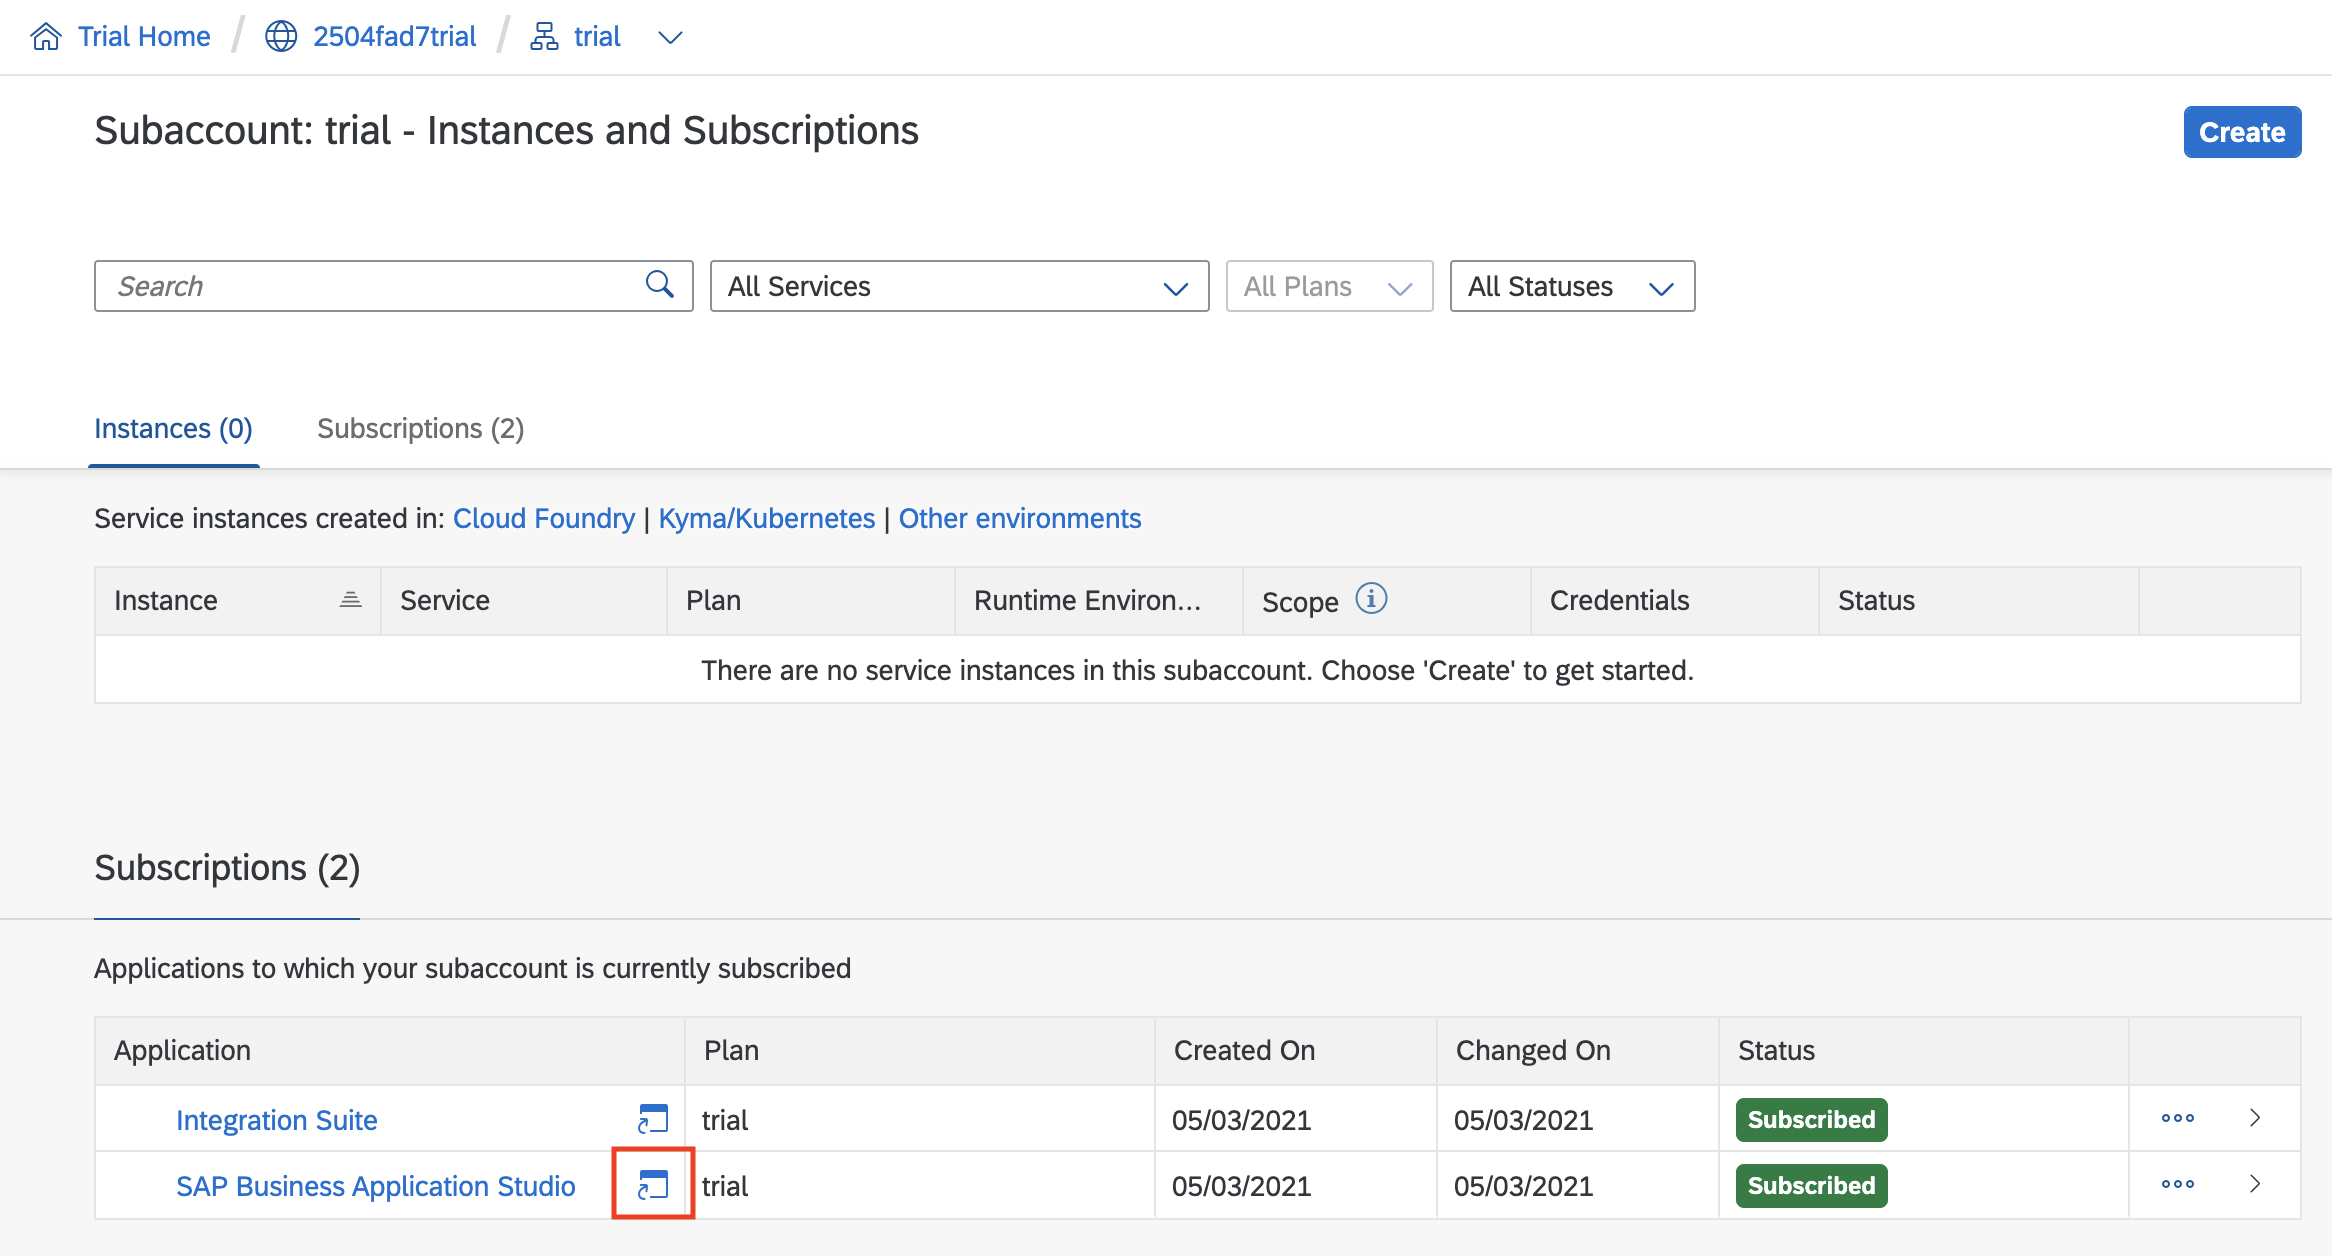 Trial Home / 2504fad7trial / trial
Subaccount: trial - Instances and Subscriptions
Create
Search All Services All Plans All Statuses
Instances (0) Subscriptions (2)
Service instances created in: Cloud Foundry | Kyma/Kubernetes | Other environments
Instance Service Plan Runtime Environ... Scope Credentials Status
There are no service instances in this subaccount. Choose 'Create' to get started.
Subscriptions (2)
Applications to which your subaccount is currently subscribed
Application Plan Created On Changed On Status
Integration Suite trial 05/03/2021 05/03/2021 Subscribed
SAP Business Application Studio trial 05/03/2021 05/03/2021 Subscribed